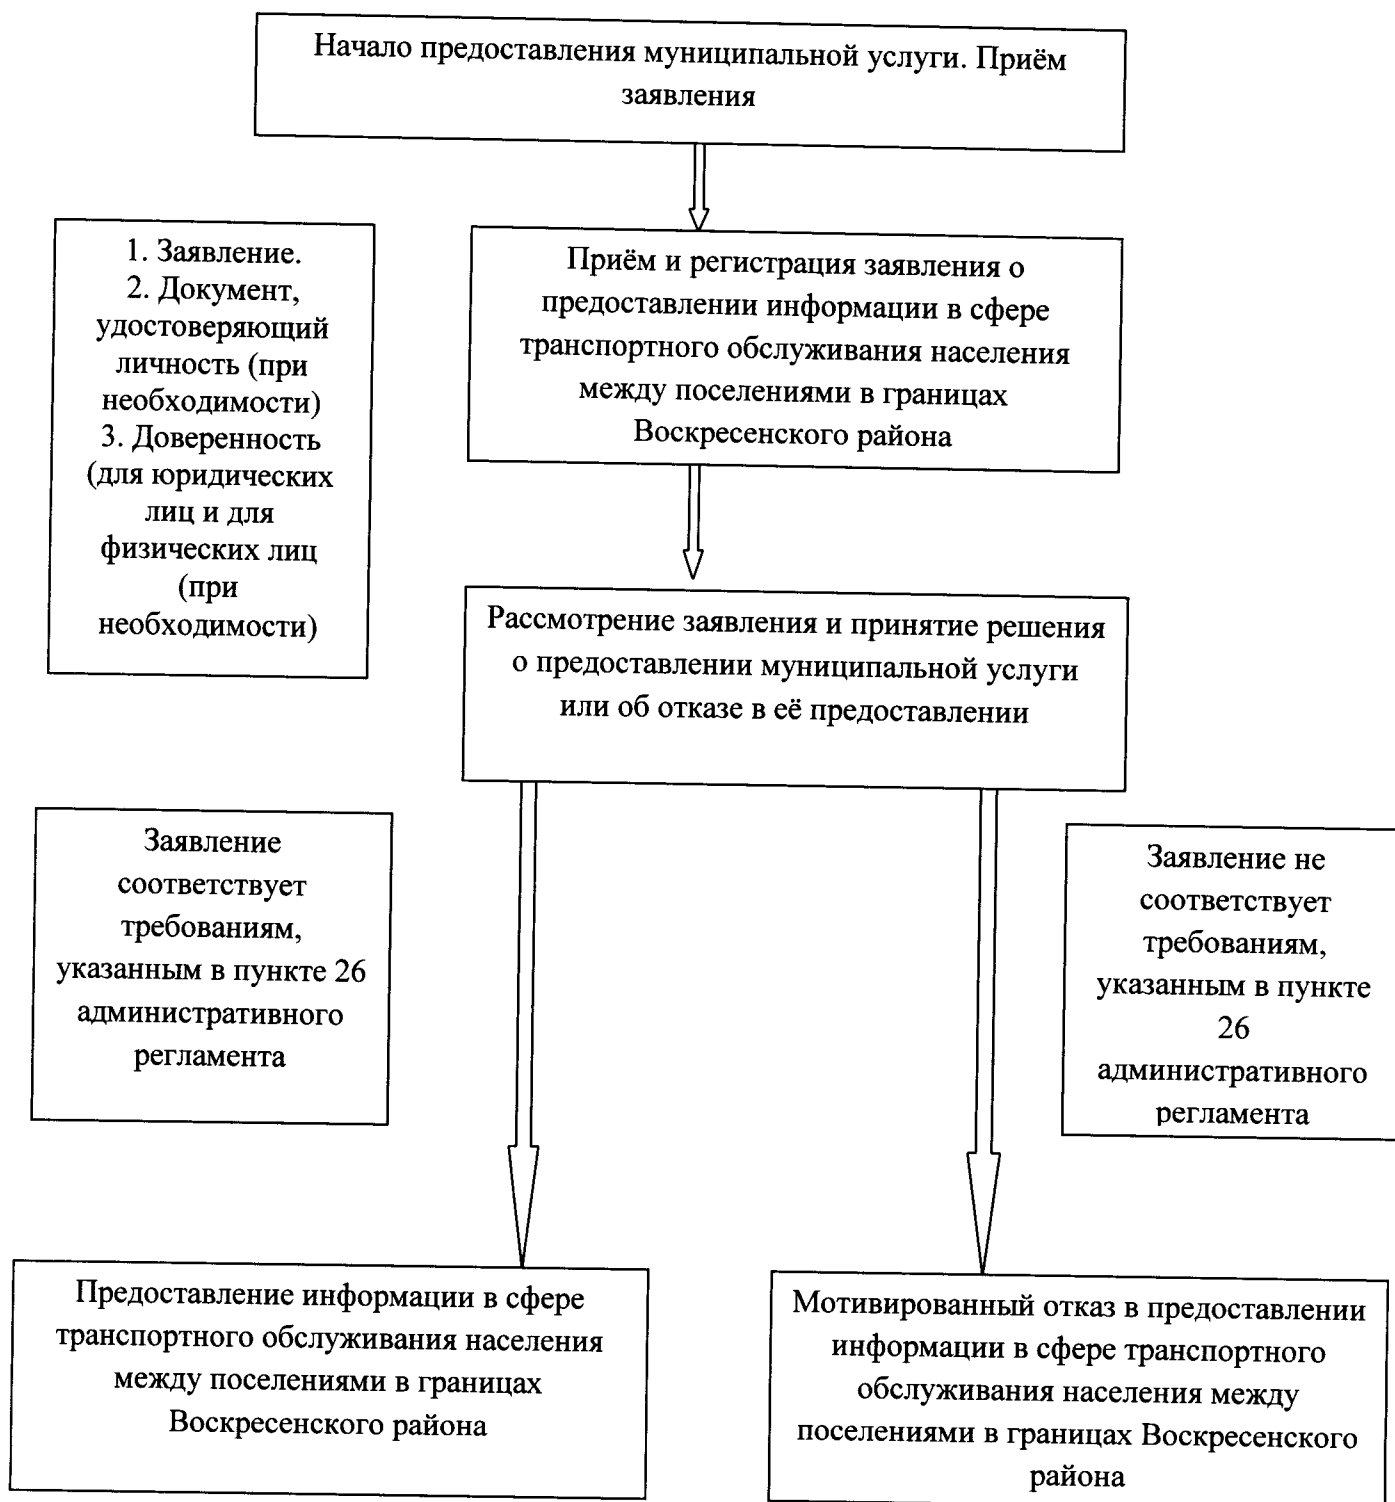 Начало предоставления муниципальной услуги. Приём
заявления
1. Заявление.
2. Документ,
удостоверяющий
личность (при
необходимости)
3. Доверенность
(для юридических
лиц и для
физических лиц
(при
необходимости)
Приём и регистрация заявления о
предоставлении информации в сфере
транспортного обслуживания населения
между поселениями в границах
Воскресенского района
Рассмотрение заявления и принятие решения
о предоставлении муниципальной услуги
или об отказе в её предоставлении
Заявление
соответствует
требованиям,
указанным в пункте 26
административного
регламента
Заявление не
соответствует
требованиям,
указанным в пункте
26
административного
регламента
Предоставление информации в сфере
транспортного обслуживания населения
между поселениями в границах
Воскресенского района
Мотивированный отказ в предоставлении
информации в сфере транспортного
обслуживания населения между
поселениями в границах Воскресенского
района